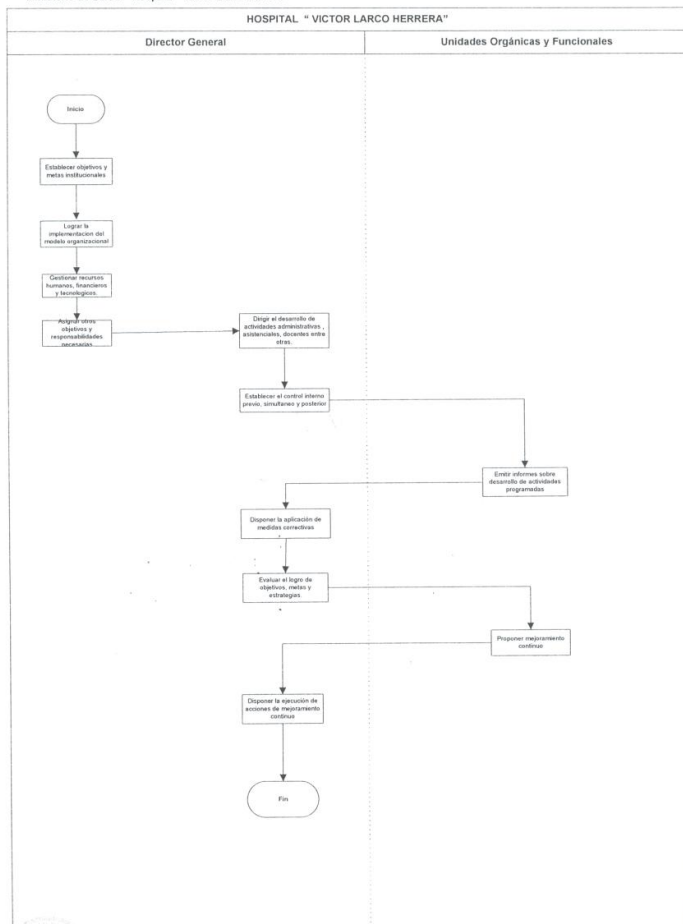 HOSPITAL “ VICTOR LARCO HERRERA”
Director General
Unidades Orgánicas y Funcionales
Inicio
Establecer objetivos y
metas institucionales
Lograr la
implementacion del
modelo organizacional
Gestionar recursos
humanos, financieros
y tecnologicos.
Asignar otros
objetivos y
responsabilidades
necesarias
Dirigir el desarrollo de
actividades administrativas ,
asistenciales, docentes entre
otras.
Establecer el control interno
previo, simultaneo y posterior
Emitir informes sobre
desarrollo de actividades
programadas
Disponer la aplicación de
medidas correctivas
Evaluar el logro de
objetivos, metas y
estrategias
Proponer mejoramiento
continuo
Disponer la ejecución de
acciones de mejoramiento
continuo
Fin